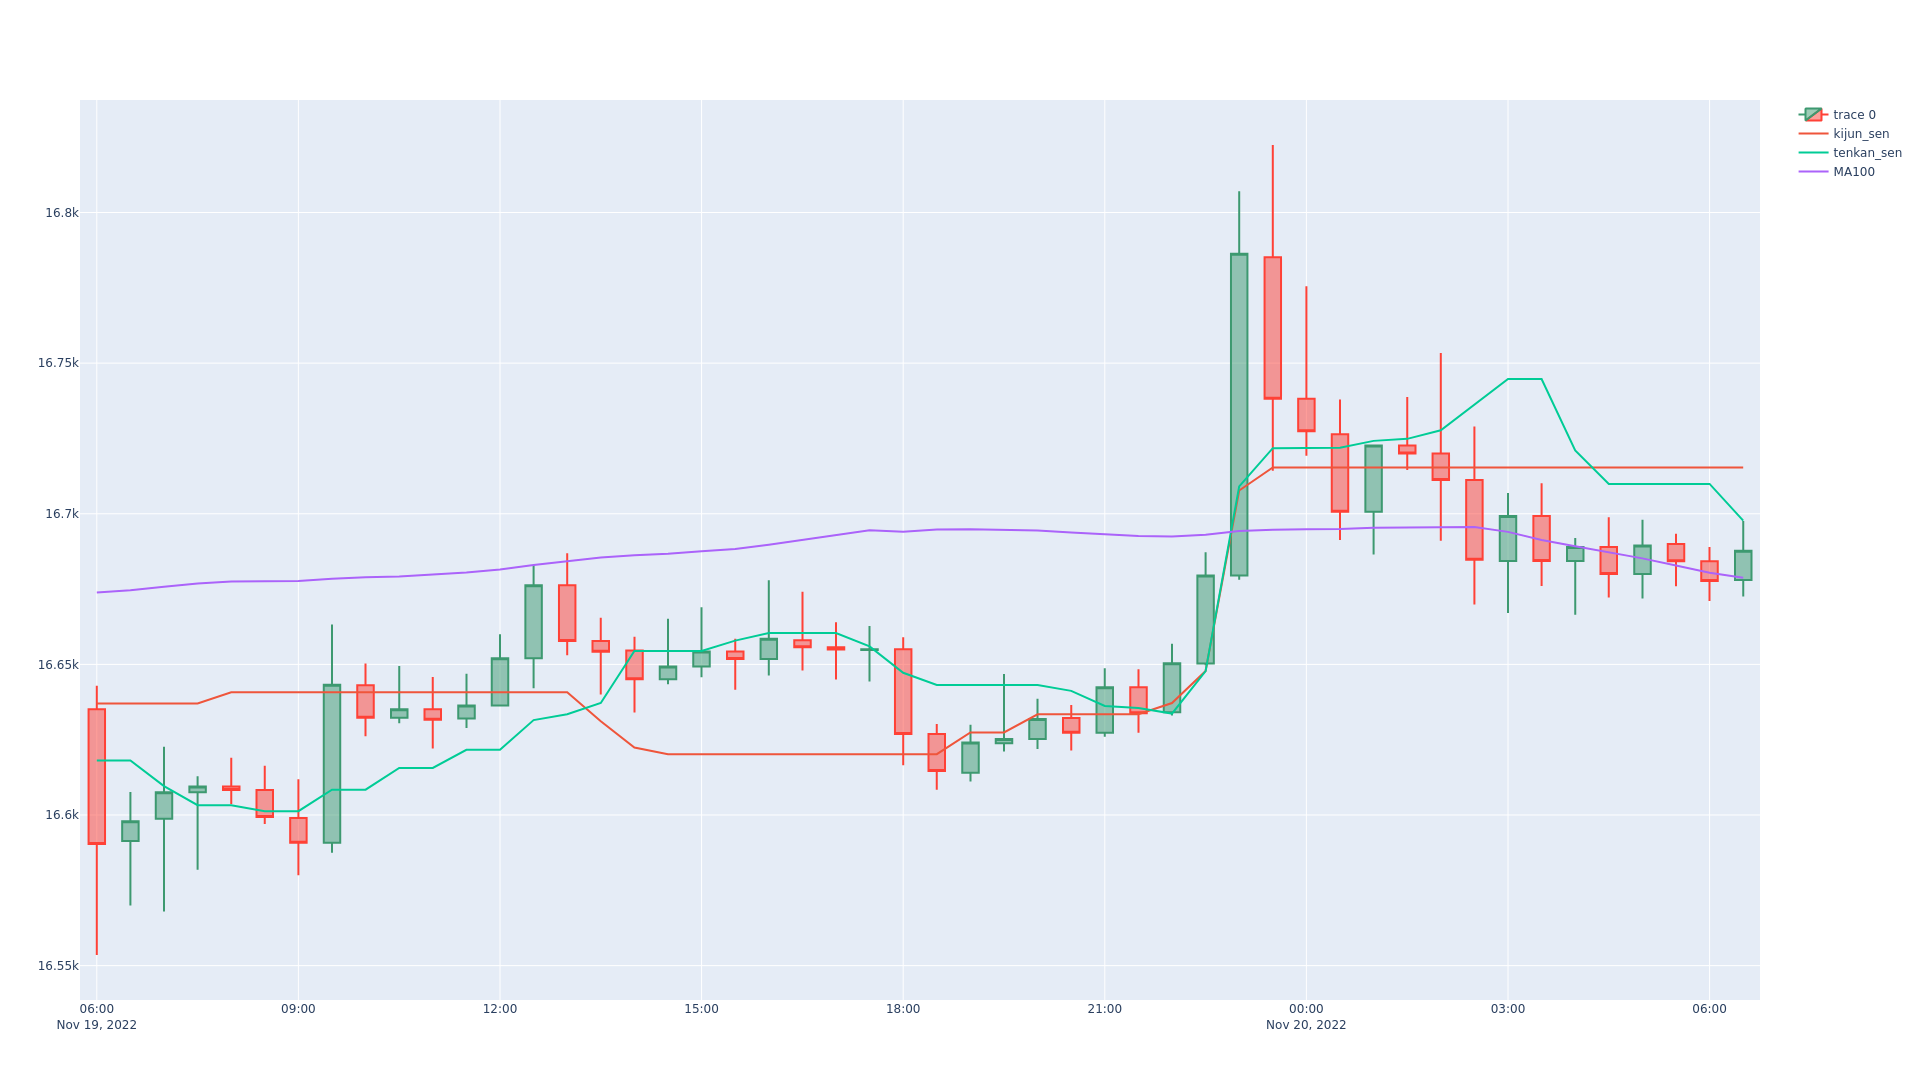 trace 0
kijun_sen
tenkan_sen
MA100
16.8k
16.75k
16.7k
16.65k
16.6k
16.55k
06:00 09:00 12:00 15:00 18:00 21:00 00:00 03:00 06:00
Nov 19, 2022 Nov 20, 2022